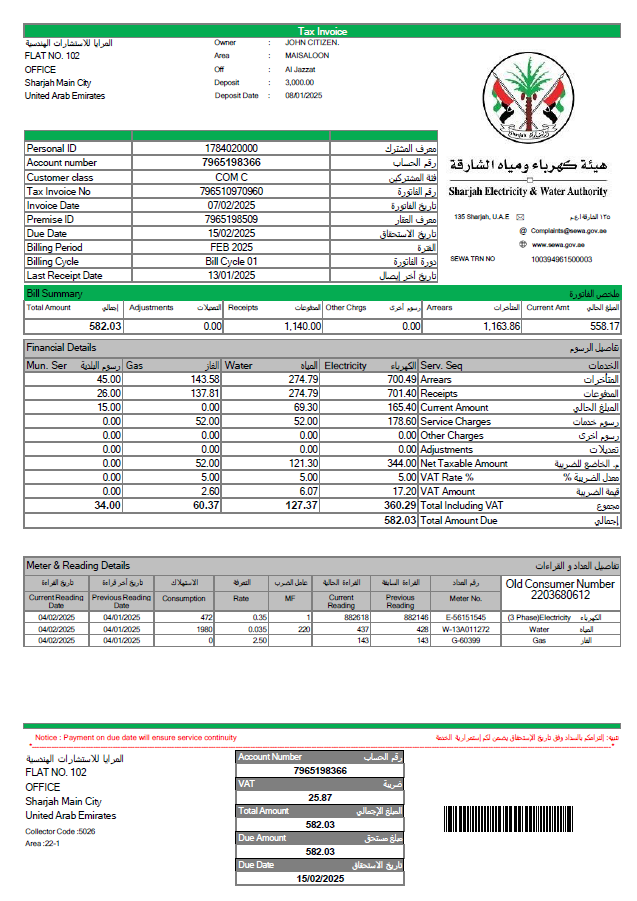 Tax Invoice
المرايا للاستشارات الهندسية
FLAT NO. 102
OFFICE
Sharjah Main City
United Arab Emirates
Owner : JOHN CITIZEN.
Area : MAISALOON
Off : Al Jazzat
Deposit : 3,000.00
Deposit Date : 08/01/2025
هيئة كهرباء ومياه الشارقة
Sharjah Electricity & Water Authority
135 Sharjah, U.A.E ١٣٥ الشارقة ا.ع.م
@ Complaints@sewa.gov.ae
www.sewa.gov.ae
SEWA TRN NO 100394961500003
Personal ID 1784020000 معرف المشترك
Account number 7965198366 رقم الحساب
Customer class COM C فئة المشتركين
Tax Invoice No 796510970960 رقم الفاتورة
Invoice Date 07/02/2025 تاريخ الفاتورة
Premise ID 7965198509 معرف العقار
Due Date 15/02/2025 تاريخ الاستحقاق
Billing Period FEB 2025 الفترة
Billing Cycle Bill Cycle 01 دورة الفاتورة
Last Receipt Date 13/01/2025 تاريخ أخر إيصال
Bill Summary ملخص الفاتورة
Total Amount إجمالي Adjustments التعديلات Receipts المدفوعات Other Chrgs رسوم أخرى Arrears المتأخرات Current Amt المبلغ الحالي
582.03 0.00 1,140.00 0.00 1,163.86 558.17
Financial Details تفاصيل الرسوم
Mun. Ser رسوم البلدية Gas الغاز Water المياه Electricity الكهرباء Serv. Seq الخدمات
45.00 143.58 274.79 700.49 Arrears المتأخرات
26.00 137.81 274.79 701.40 Receipts المدفوعات
15.00 0.00 69.30 165.40 Current Amount المبلغ الحالي
0.00 52.00 52.00 178.60 Service Charges رسوم خدمات
0.00 0.00 0.00 0.00 Other Charges رسوم اخرى
0.00 0.00 0.00 0.00 Adjustments تعديلات
0.00 52.00 121.30 344.00 Net Taxable Amount م. الخاضع للضريبة
0.00 5.00 5.00 5.00 VAT Rate % معدل الضريبة %
0.00 2.60 6.07 17.20 VAT Amount قيمة الضريبة
34.00 60.37 127.37 360.29 Total Including VAT مجموع
582.03 Total Amount Due إجمالي
Meter & Reading Details تفاصيل العداد و القراءات
تاريخ القراءة تاريخ أخر قراءة الاستهلاك التعرفة عامل الضرب القراءة الحالية القراءة السابقة رقم العداد
Current Reading Date Previous Reading Date Consumption Rate MF Current Reading Previous Reading Meter No.
Old Consumer Number
2203680612
04/02/2025 04/01/2025 472 0.35 1 882618 882146 E-56151545 (3 Phase)Electricity الكهرباء
04/02/2025 04/01/2025 1980 0.035 220 437 428 W-13A011272 Water المياه
04/02/2025 04/01/2025 0 2.50 143 143 G-60399 Gas الغاز
Notice : Payment on due date will ensure service continuity
إلتزامكم بالسداد وفق تاريخ الإستحقاق يضمن لكم إستمرارية الخدمة
المرايا للاستشارات الهندسية
FLAT NO. 102
OFFICE
Sharjah Main City
United Arab Emirates
Collector Code :5026
Area :22-1
Account Number رقم الحساب
7965198366
VAT ضريبة
25.87
Total Amount المبلغ الإجمالي
582.03
Due Amount مبلغ مستحق
582.03
Due Date تاريخ الاستحقاق
15/02/2025